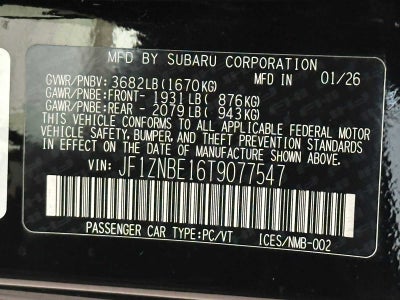 MFD BY SUBARU CORPORATION
GVWR/PNBV: 3682LB(1670KG) 01/26
GAWR/PNBE:FRONT- 1931LB( 876KG)
GAWR/PNBE:REAR - 2079LB( 943KG)
THIS VEHICLE CONFORMS TO ALL APPLICABLE FEDERAL MOTOR
VEHICLE SAFETY, BUMPER, AND THEFT PREVENTION STANDARDS
IN EFFECT ON THE DATE OF MANUFACTURE SHOWN ABOVE.
VIN: JF1ZNBE16T9077547
PASSENGER CAR TYPE:PC/VT ICES/NMB-002